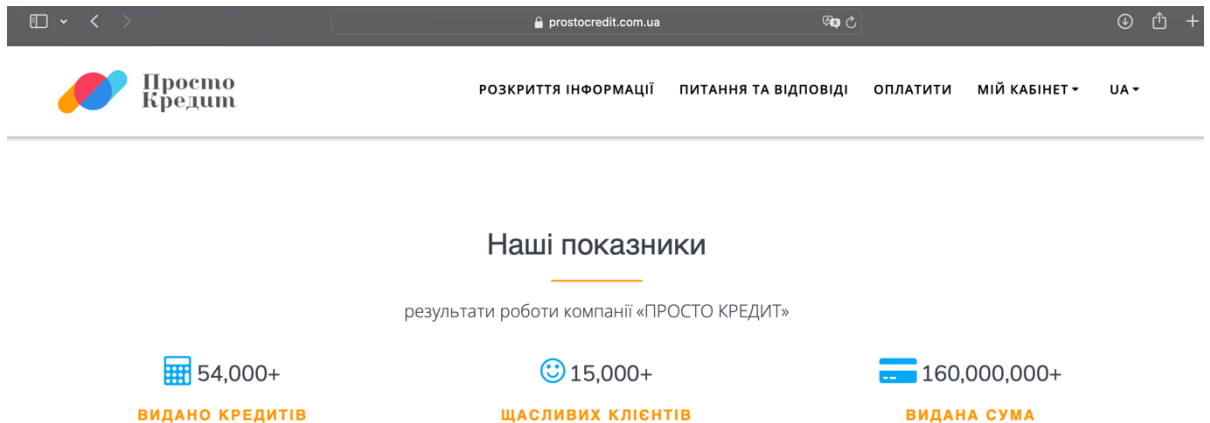 prostocredit.com.ua
Просто
Кредит
РОЗКРИТТЯ ІНФОРМАЦІЇ ПИТАННЯ ТА ВІДПОВІДІ ОПЛАТИТИ МІЙ КАБІНЕТ UA
Наші показники
результати роботи компанії «ПРОСТО КРЕДИТ»
54,000+ 15,000+ 160,000,000+
ВИДАНО КРЕДИТІВ ЩАСЛИВИХ КЛІЄНТІВ ВИДАНА СУМА